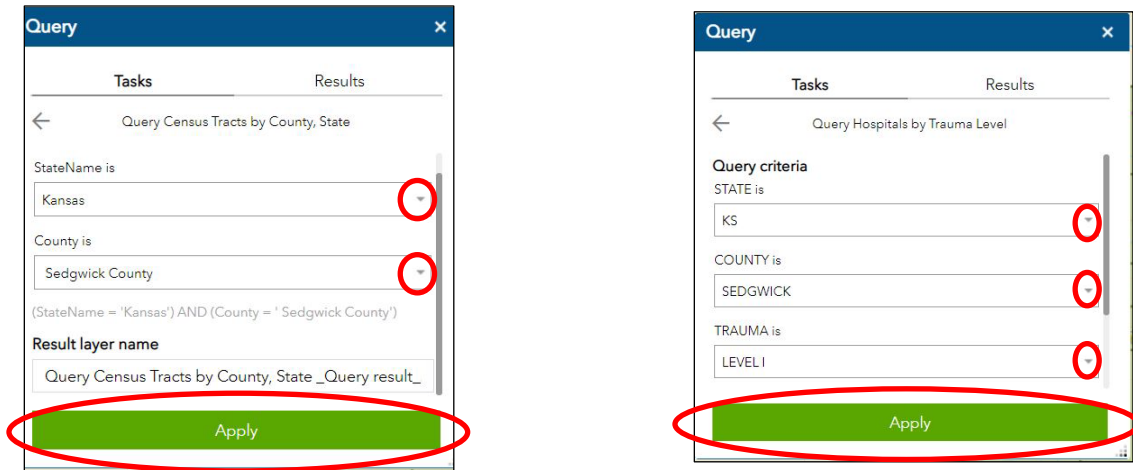 Query ×
Tasks Results
Query Census Tracts by County, State
StateName is
Kansas
County is
Sedgwick County
(StateName = 'Kansas') AND (County = ' Sedgwick County')
Result layer name
Query Census Tracts by County, State _Query result_
Apply
Query ×
Tasks Results
Query Hospitals by Trauma Level
Query criteria
STATE is
KS
COUNTY is
SEDGWICK
TRAUMA is
LEVEL I
Apply